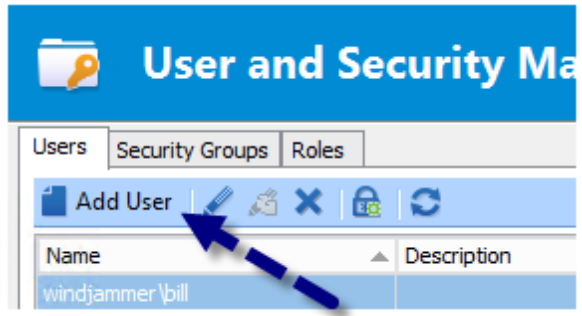 User and Security Ma
Users Security Groups Roles
Add User
Name Description
windjammer\bill